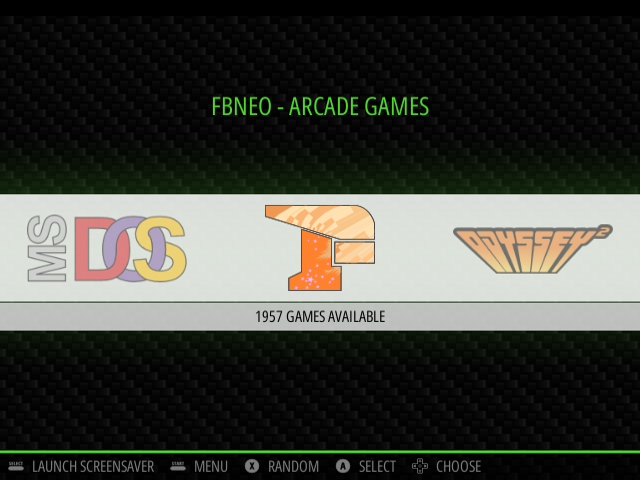 FBNEO - ARCADE GAMES
MS DOS
ODYSSEY²
1957 GAMES AVAILABLE
SELECT LAUNCH SCREENSAVER START MENU X RANDOM A SELECT CHOOSE